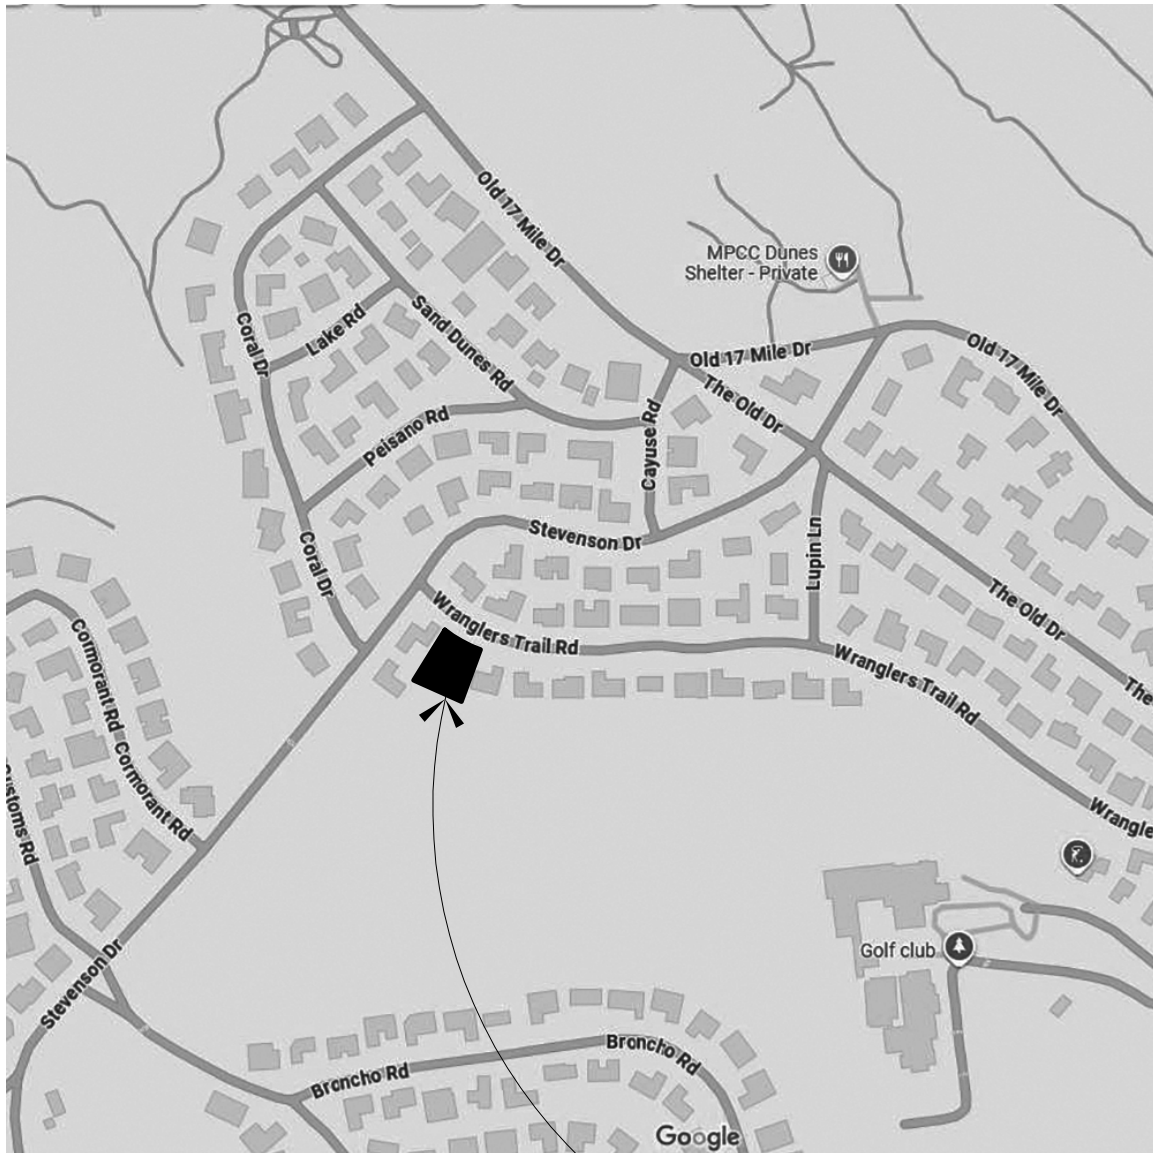 Old 17 Mile Dr
MPCC Dunes
Shelter - Private
Coral Dr
Lake Rd
Sand Dunes Rd
Old 17 Mile Dr
Old 17 Mile Dr
The Old Dr
Peisano Rd
Cayuse Rd
Stevenson Dr
Lupin Ln
Coral Dr
The Old Dr
Wranglers Trail Rd
Cormorant Rd
Wranglers Trail Rd
The
Cormorant Rd
Customs Rd
Wrangle
Golf club
Stevenson Dr
Broncho Rd
Broncho Rd
Google